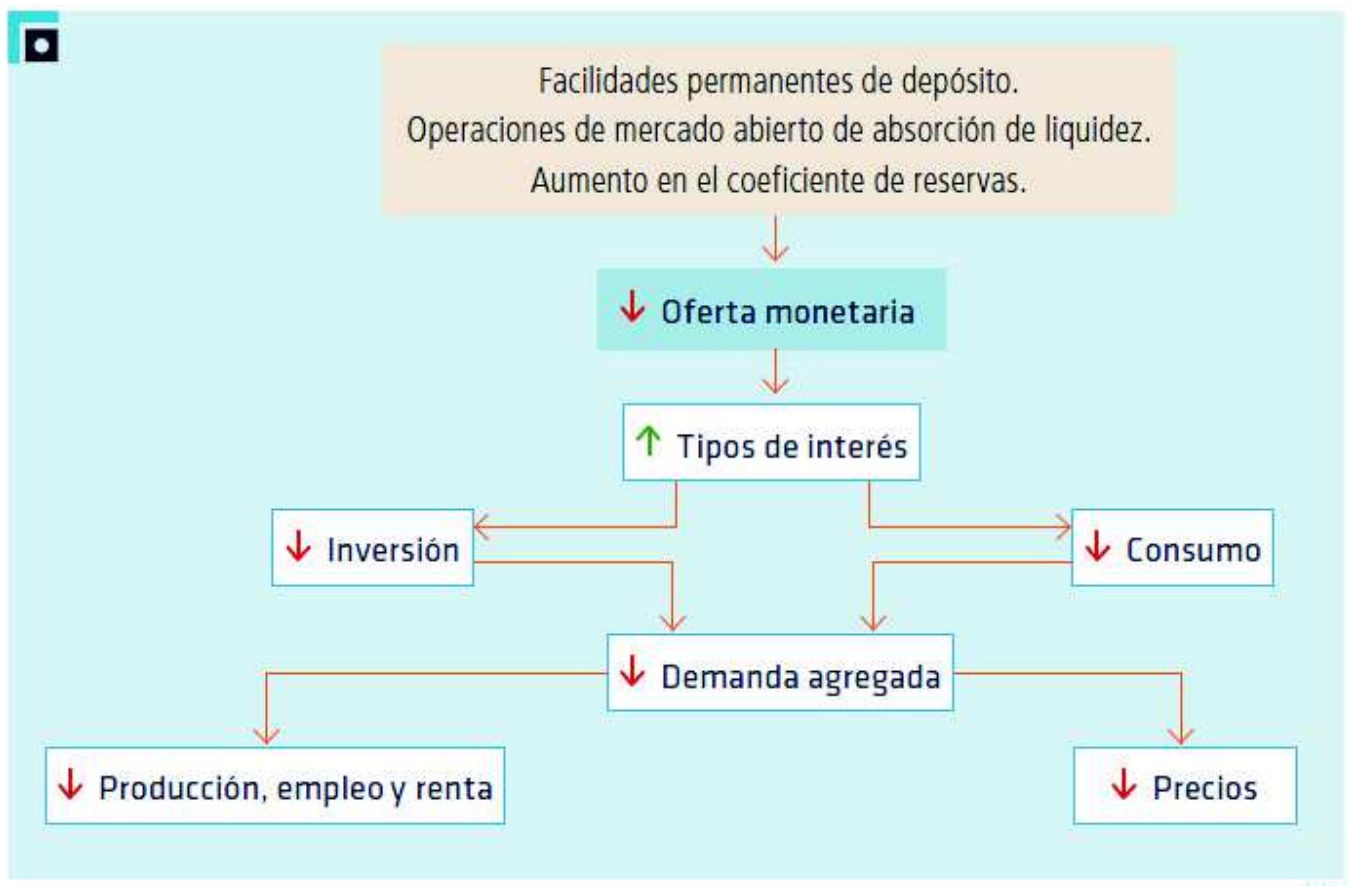 Facilidades permanentes de depósito.
Operaciones de mercado abierto de absorción de liquidez.
Aumento en el coeficiente de reservas.
↓ Oferta monetaria
↑ Tipos de interés
↓ Inversión
↓ Consumo
↓ Demanda agregada
↓ Producción, empleo y renta
↓ Precios